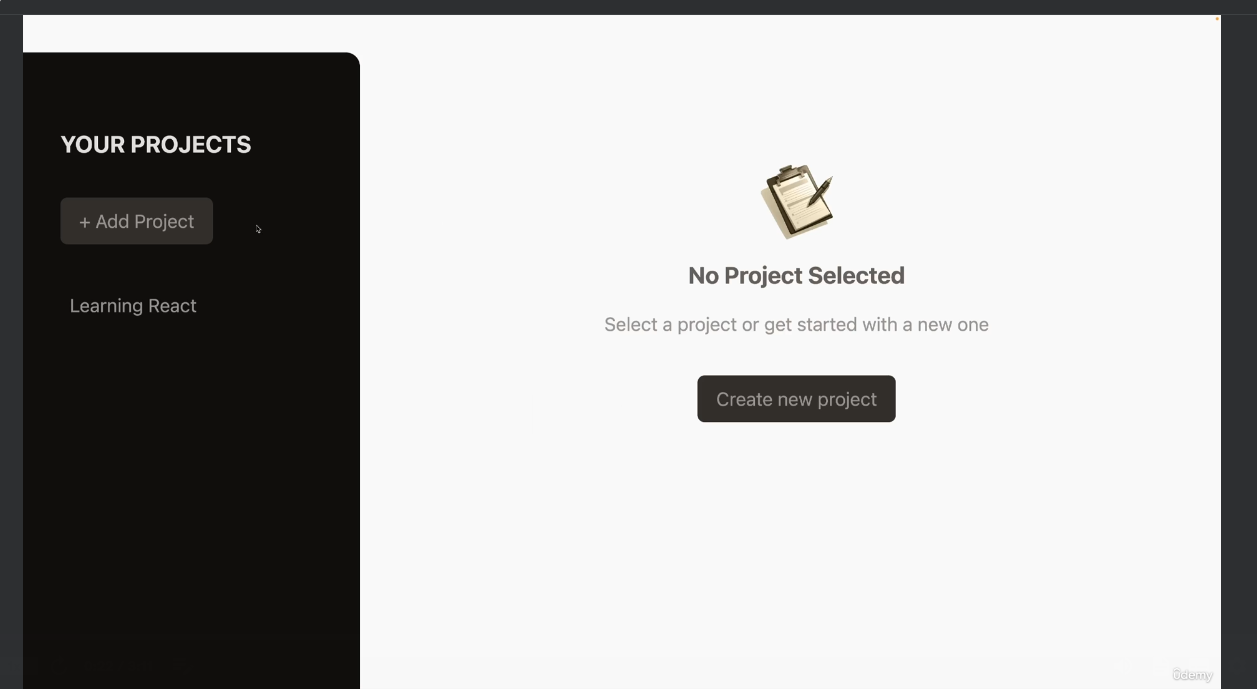 YOUR PROJECTS
+ Add Project
Learning React
No Project Selected
Select a project or get started with a new one
Create new project
ûdemy